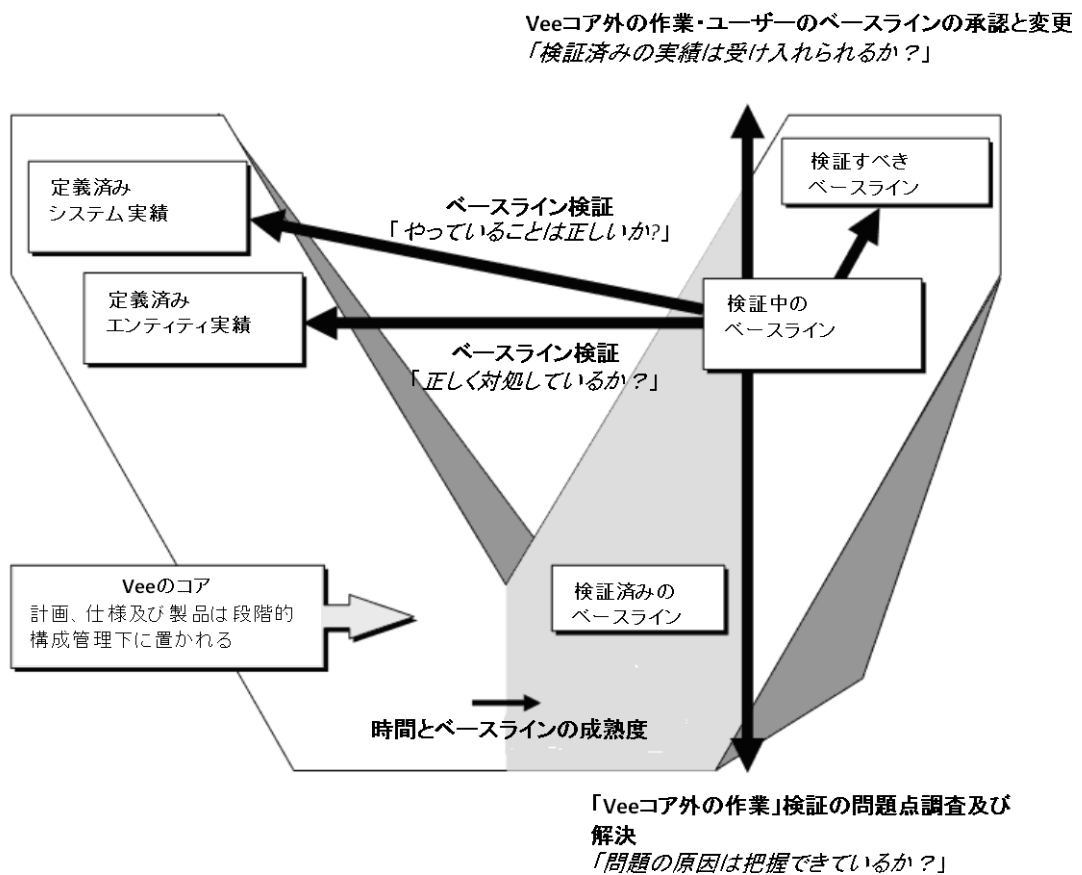 Veeコア外の作業・ユーザーのベースラインの承認と変更
「検証済みの実績は受け入れられるか？」
定義済み
システム実績
検証すべき
ベースライン
ベースライン検証
「やっていることは正しいか?」
定義済み
エンティティ実績
検証中の
ベースライン
ベースライン検証
「正しく対処しているか？」
Veeのコア
計画、仕様及び製品は段階的
構成管理下に置かれる
検証済みの
ベースライン
時間とベースラインの成熟度
「Veeコア外の作業」検証の問題点調査及び
解決
「問題の原因は把握できているか？」